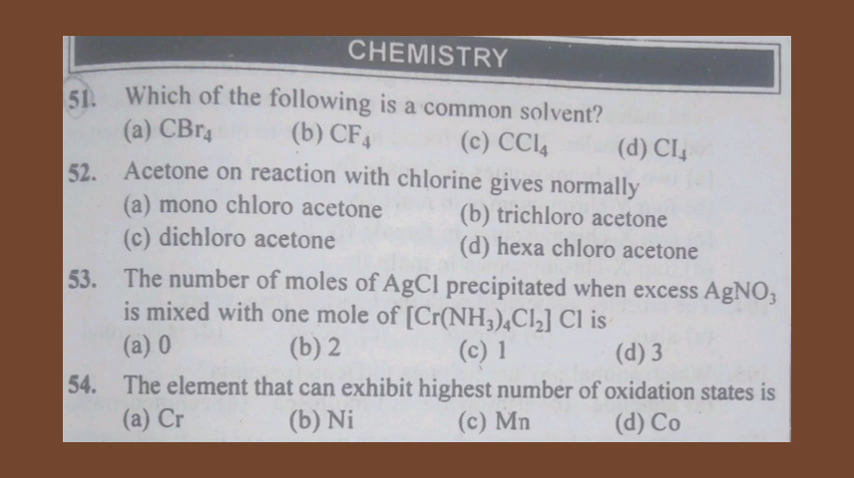 CHEMISTRY
51. Which of the following is a common solvent?
(a) CBr₄ (b) CF₄ (c) CCl₄ (d) CI₄
52. Acetone on reaction with chlorine gives normally
(a) mono chloro acetone (b) trichloro acetone
(c) dichloro acetone (d) hexa chloro acetone
53. The number of moles of AgCl precipitated when excess AgNO₃
is mixed with one mole of [Cr(NH₃)₄Cl₂] Cl is
(a) 0 (b) 2 (c) 1 (d) 3
54. The element that can exhibit highest number of oxidation states is
(a) Cr (b) Ni (c) Mn (d) Co